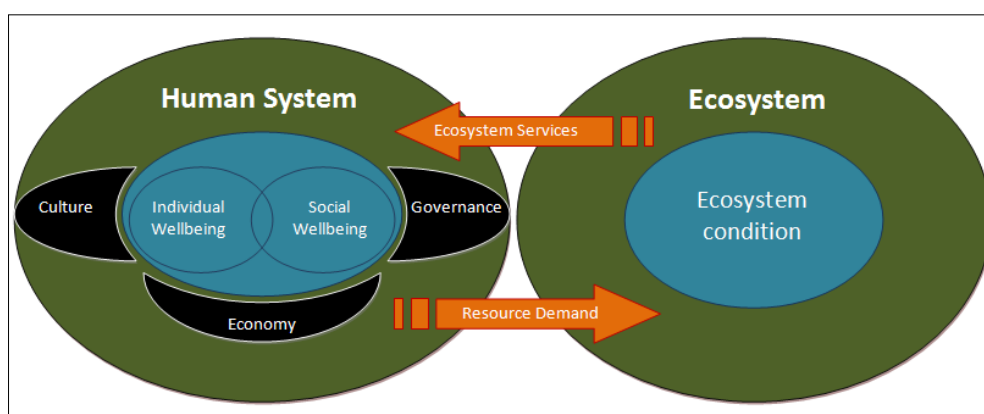 Human System
Ecosystem
Ecosystem Services
Culture
Individual
Wellbeing
Social
Wellbeing
Governance
Ecosystem
condition
Economy
Resource Demand